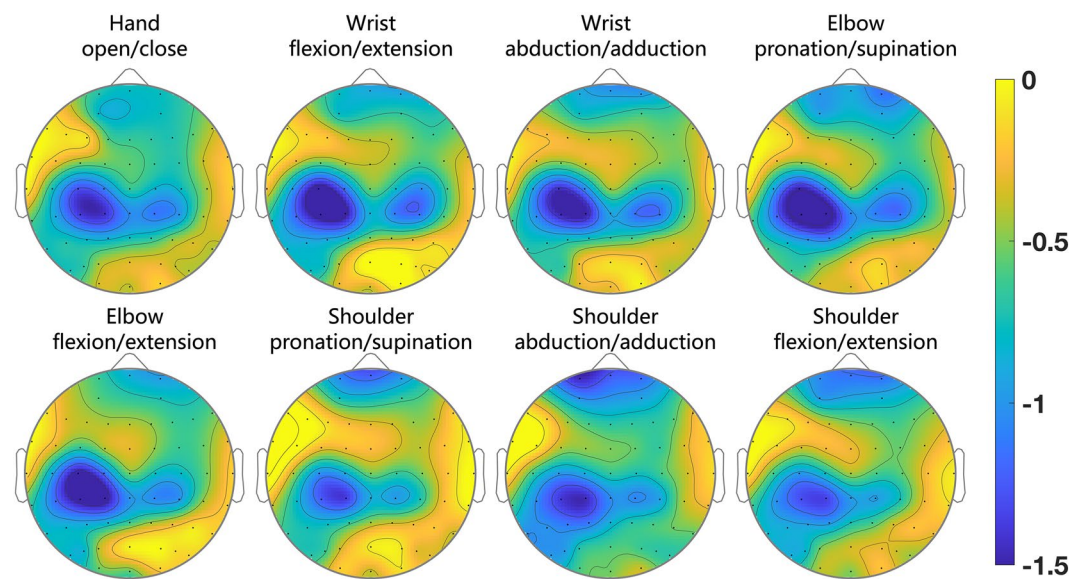 Hand
open/close
Wrist
flexion/extension
Wrist
abduction/adduction
Elbow
pronation/supination
0
-0.5
-1
-1.5
Elbow
flexion/extension
Shoulder
pronation/supination
Shoulder
abduction/adduction
Shoulder
flexion/extension